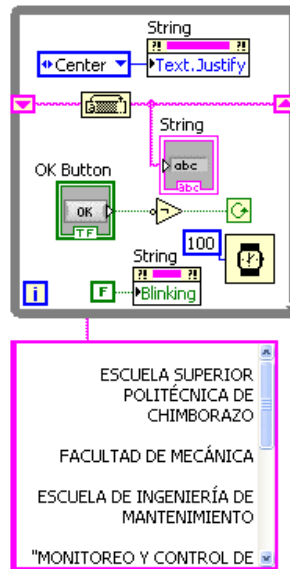 String
Center
Text.Justify
String
abc
abc
OK Button
OK
TF
100
String
Blinking
i
F
ESCUELA SUPERIOR
POLITÉCNICA DE
CHIMBORAZO
FACULTAD DE MECÁNICA
ESCUELA DE INGENIERÍA DE
MANTENIMIENTO
"MONITOREO Y CONTROL DE